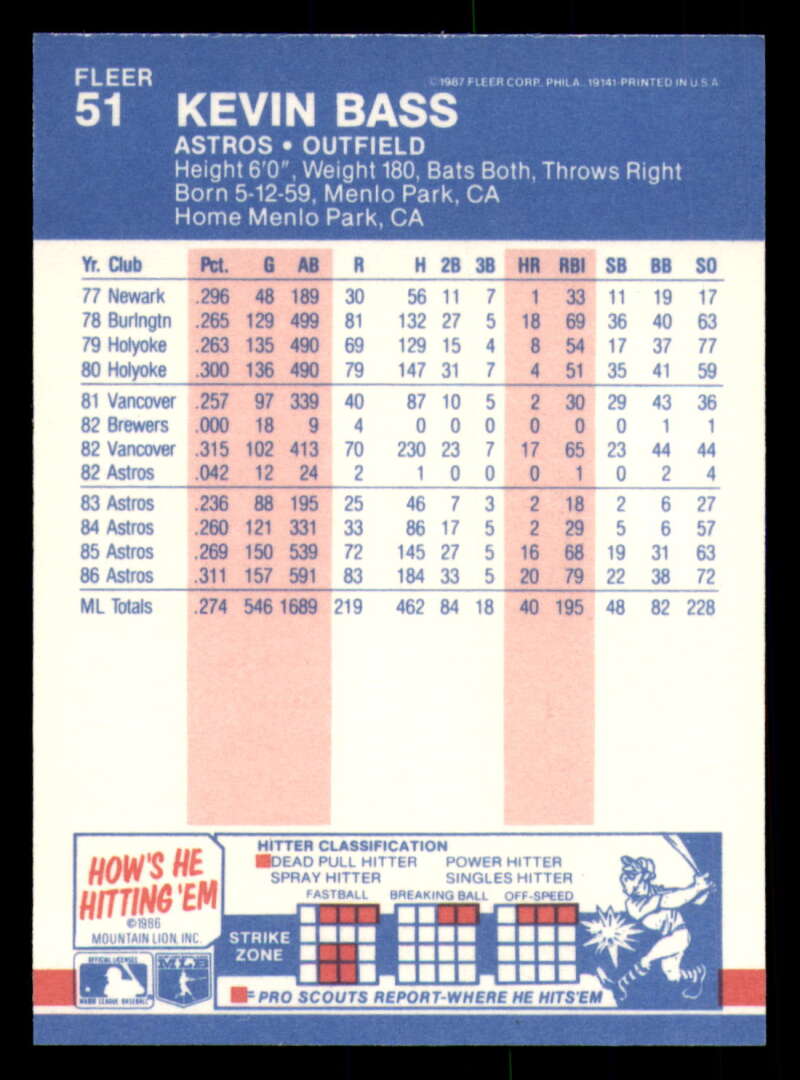 FLEER
© 1987 FLEER CORP. PHILA. 19141-PRINTED IN U.S.A.
51 KEVIN BASS
ASTROS • OUTFIELD
Height 6'0", Weight 180, Bats Both, Throws Right
Born 5-12-59, Menlo Park, CA
Home Menlo Park, CA
Yr. Club Pct. G AB R H 2B 3B HR RBI SB BB SO
77 Newark .296 48 189 30 56 11 7 1 33 11 19 17
78 Burlngtn .265 129 499 81 132 27 5 18 69 36 40 63
79 Holyoke .263 135 490 69 129 15 4 8 54 17 37 77
80 Holyoke .300 136 490 79 147 31 7 4 51 35 41 59
81 Vancover .257 97 339 40 87 10 5 2 30 29 43 36
82 Brewers .000 18 9 4 0 0 0 0 0 0 1 1
82 Vancover .315 102 413 70 230 23 7 17 65 23 44 44
82 Astros .042 12 24 2 1 0 0 0 1 0 2 4
83 Astros .236 88 195 25 46 7 3 2 18 2 6 27
84 Astros .260 121 331 33 86 17 5 2 29 5 6 57
85 Astros .269 150 539 72 145 27 5 16 68 19 31 63
86 Astros .311 157 591 83 184 33 5 20 79 22 38 72
ML Totals .274 546 1689 219 462 84 18 40 195 48 82 228
HOW'S HE
HITTING 'EM
©1986
MOUNTAIN LION, INC.
OFFICIAL LICENSEE
MAJOR LEAGUE BASEBALL
MLB
HITTER CLASSIFICATION
DEAD PULL HITTER POWER HITTER
SPRAY HITTER SINGLES HITTER
FASTBALL BREAKING BALL OFF-SPEED
STRIKE
ZONE
= PRO SCOUTS REPORT-WHERE HE HITS'EM